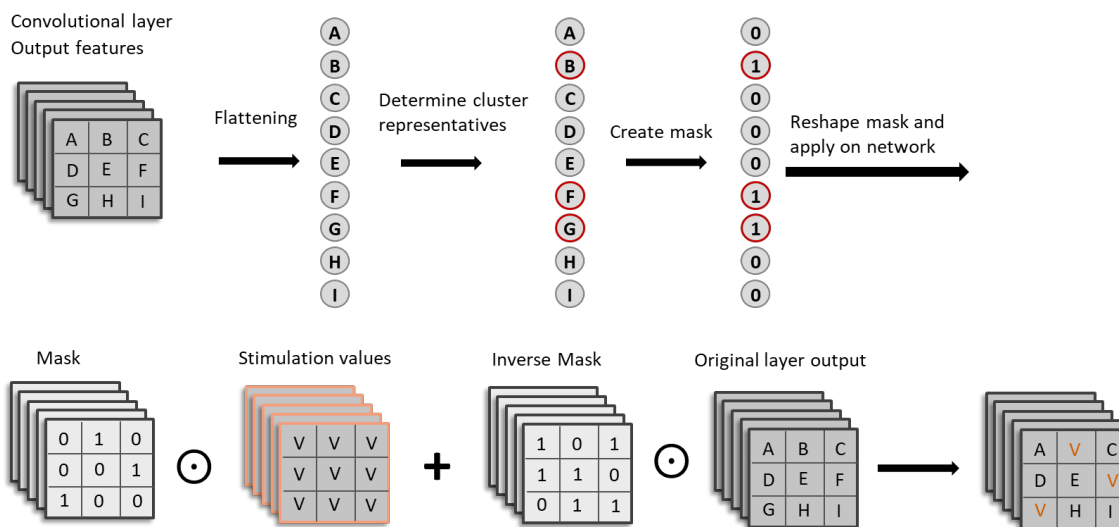 Convolutional layer
Output features
A B C
D E F
G H I
Flattening
A
B
C
D
E
F
G
H
I
Determine cluster
representatives
A
B
C
D
E
F
G
H
I
Create mask
0
1
0
0
0
1
1
0
0
Reshape mask and
apply on network
Mask
0 1 0
0 0 1
1 0 0
Stimulation values
V V V
V V V
V V V
+
Inverse Mask
1 0 1
1 1 0
0 1 1
Original layer output
A B C
D E F
G H I
A V C
D E V
V H I